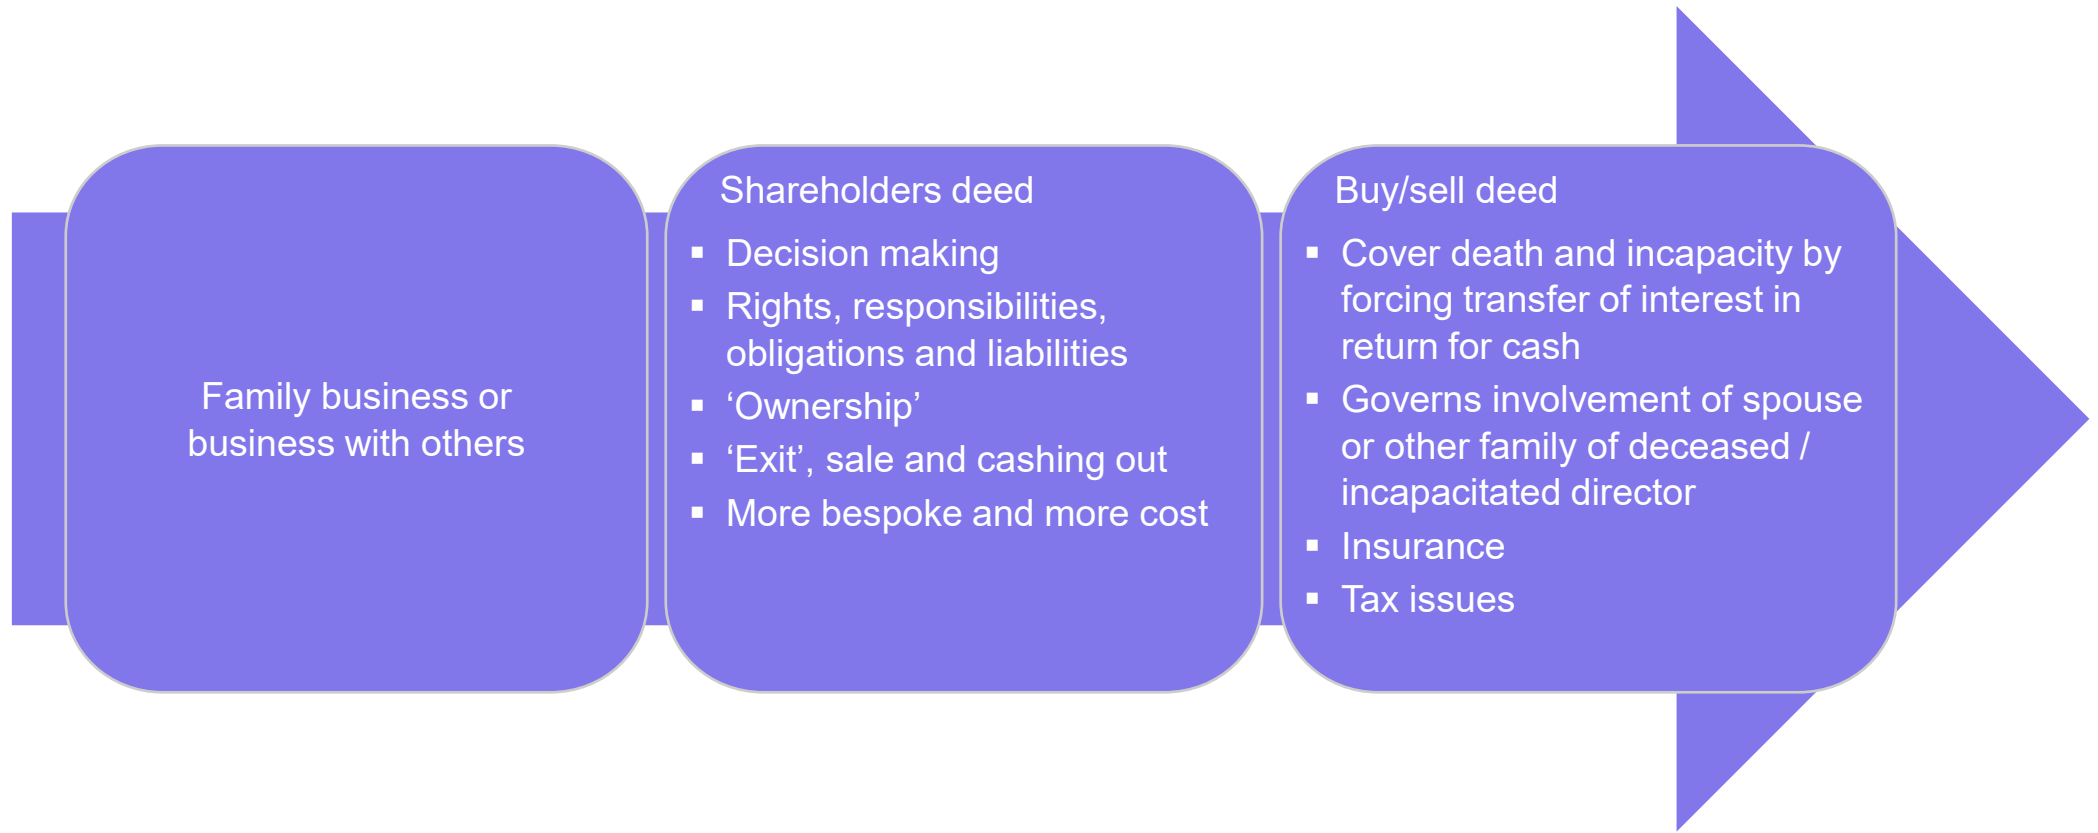 Family business or
business with others
Shareholders deed
▪ Decision making
▪ Rights, responsibilities,
obligations and liabilities
▪ ‘Ownership’
▪ ‘Exit’, sale and cashing out
▪ More bespoke and more cost
Buy/sell deed
▪ Cover death and incapacity by
forcing transfer of interest in
return for cash
▪ Governs involvement of spouse
or other family of deceased /
incapacitated director
▪ Insurance
▪ Tax issues